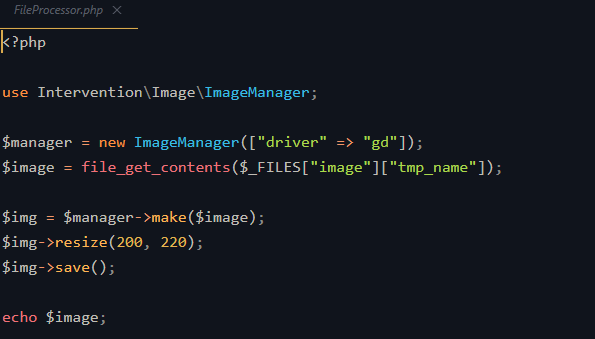 FileProcessor.php ×
<?php
use Intervention\Image\ImageManager;
$manager = new ImageManager(["driver" => "gd"]);
$image = file_get_contents($_FILES["image"]["tmp_name"]);
$img = $manager->make($image);
$img->resize(200, 220);
$img->save();
echo $image;